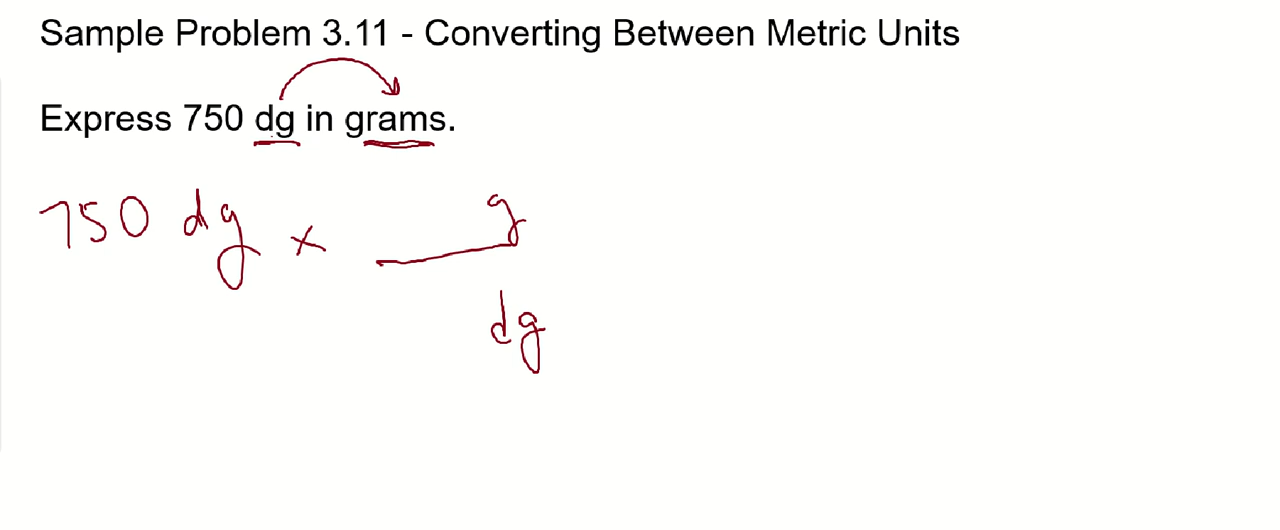 Sample Problem 3.11 - Converting Between Metric Units
Express 750 dg in grams.
750 dg x g
dg